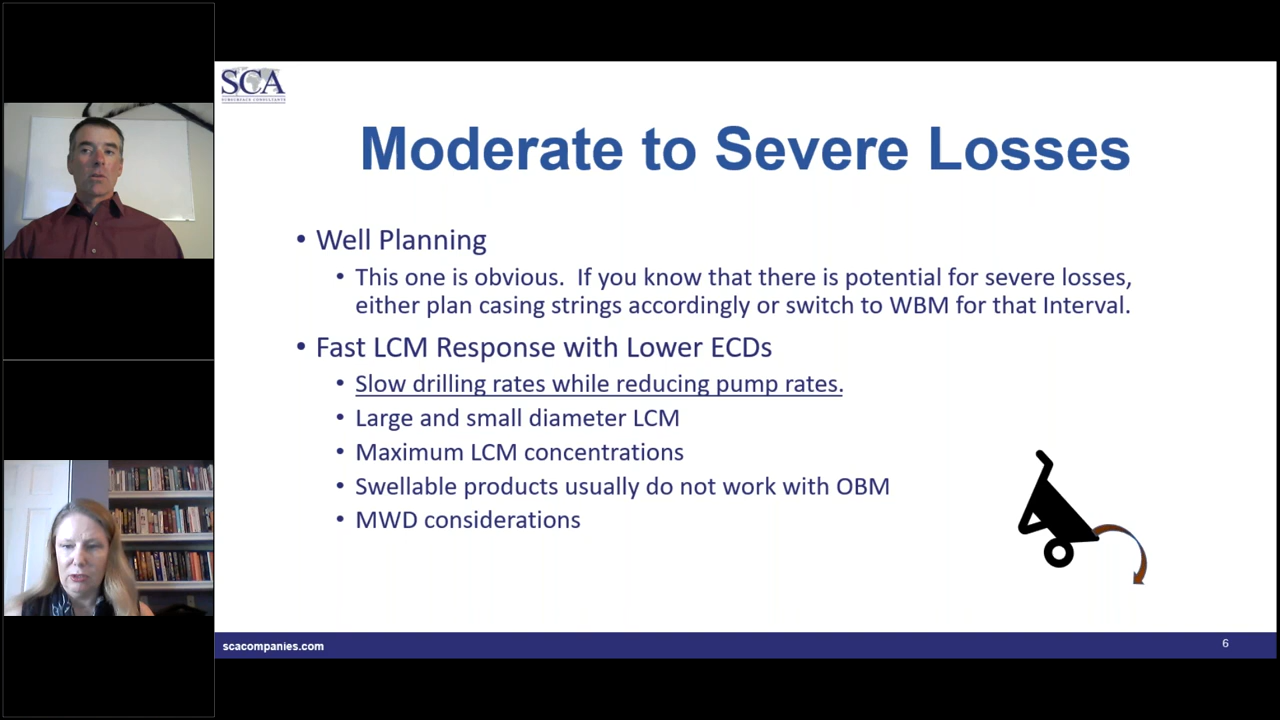 SCA
Moderate to Severe Losses
• Well Planning
• This one is obvious.  If you know that there is potential for severe losses,
either plan casing strings accordingly or switch to WBM for that Interval.
• Fast LCM Response with Lower ECDs
• Slow drilling rates while reducing pump rates.
• Large and small diameter LCM
• Maximum LCM concentrations
• Swellable products usually do not work with OBM
• MWD considerations
scacompanies.com
6